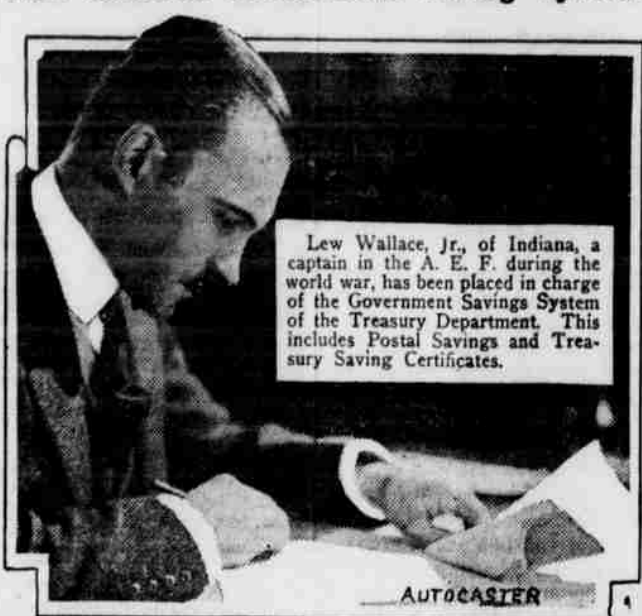 Lew Wallace, Jr., of Indiana, a
captain in the A. E. F. during the
world war, has been placed in charge
of the Government Savings System
of the Treasury Department. This
includes Postal Savings and Trea-
sury Saving Certificates.
AUTOCASTER